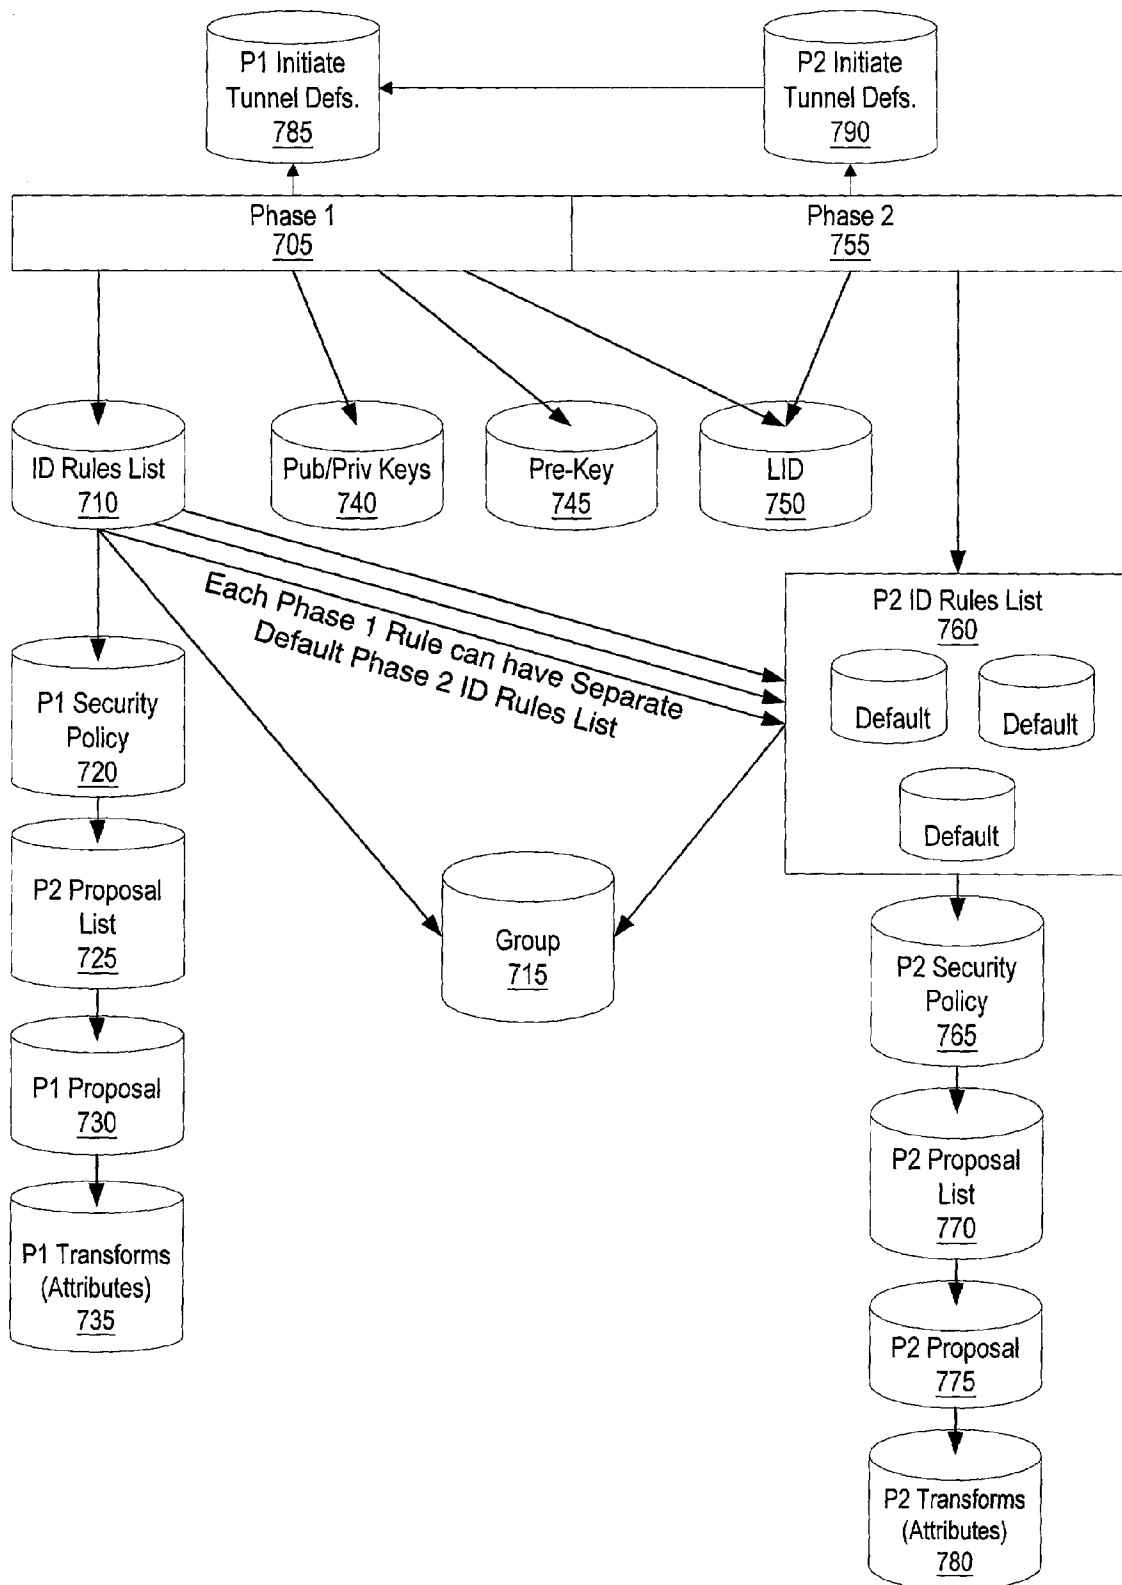 P1 Initiate
Tunnel Defs.
785
P2 Initiate
Tunnel Defs.
790
Phase 1
705
Phase 2
755
ID Rules List
710
Pub/Priv Keys
740
Pre-Key
745
LID
750
Each Phase 1 Rule can have Separate
Default Phase 2 ID Rules List
P2 ID Rules List
760
Default
Default
Default
P1 Security
Policy
720
P2 Proposal
List
725
Group
715
P2 Security
Policy
765
P1 Proposal
730
P2 Proposal
List
770
P1 Transforms
(Attributes)
735
P2 Proposal
775
P2 Transforms
(Attributes)
780